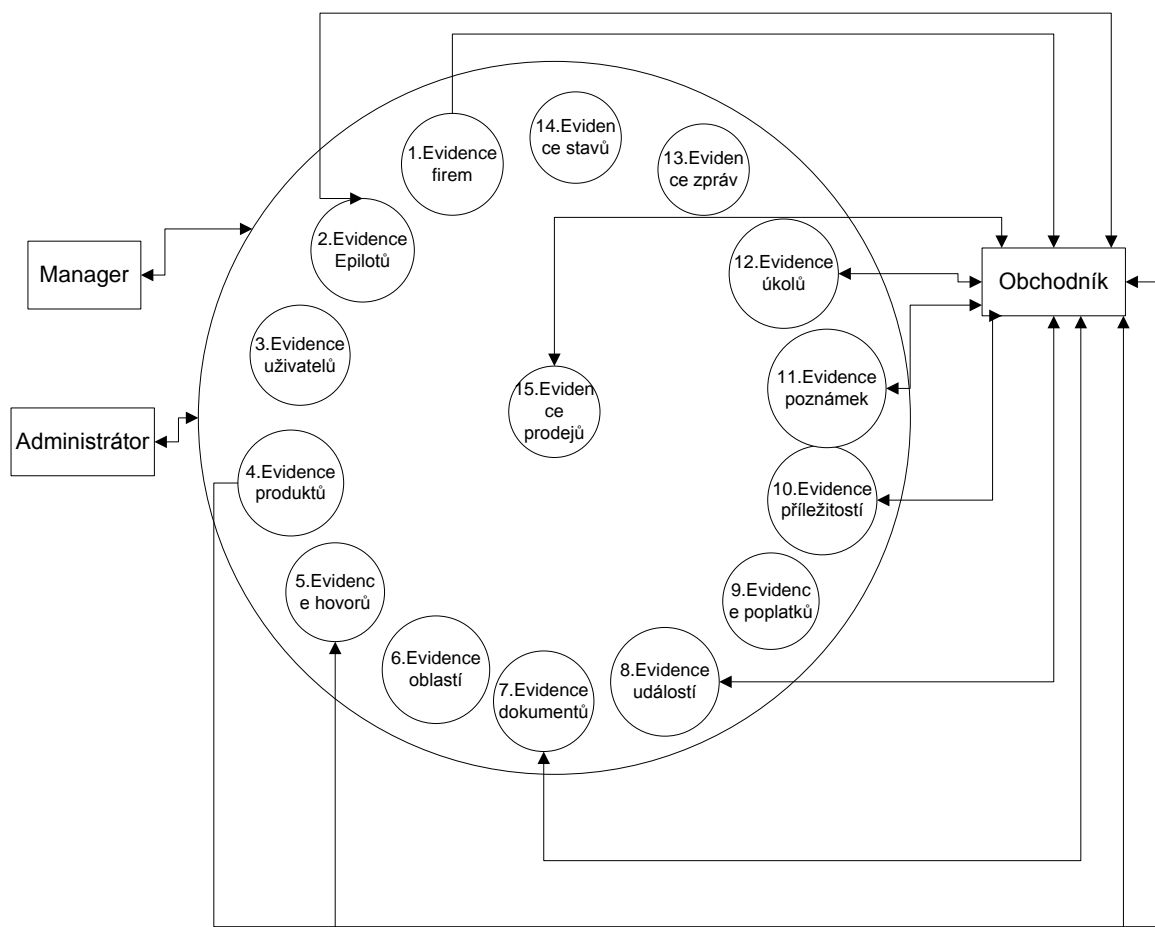 14.Eviden
ce stavů
1.Evidence
firem
13.Eviden
ce zpráv
2.Evidence
Epilotů
12.Evidence
úkolů
Manager
Obchodník
3.Evidence
uživatelů
11.Evidence
poznámek
15.Eviden
ce
prodejů
Administrátor
4.Evidence
produktů
10.Evidence
příležitostí
5.Evidenc
e hovorů
9.Evidenc
e poplatků
6.Evidence
oblastí
8.Evidence
událostí
7.Evidence
dokumentů